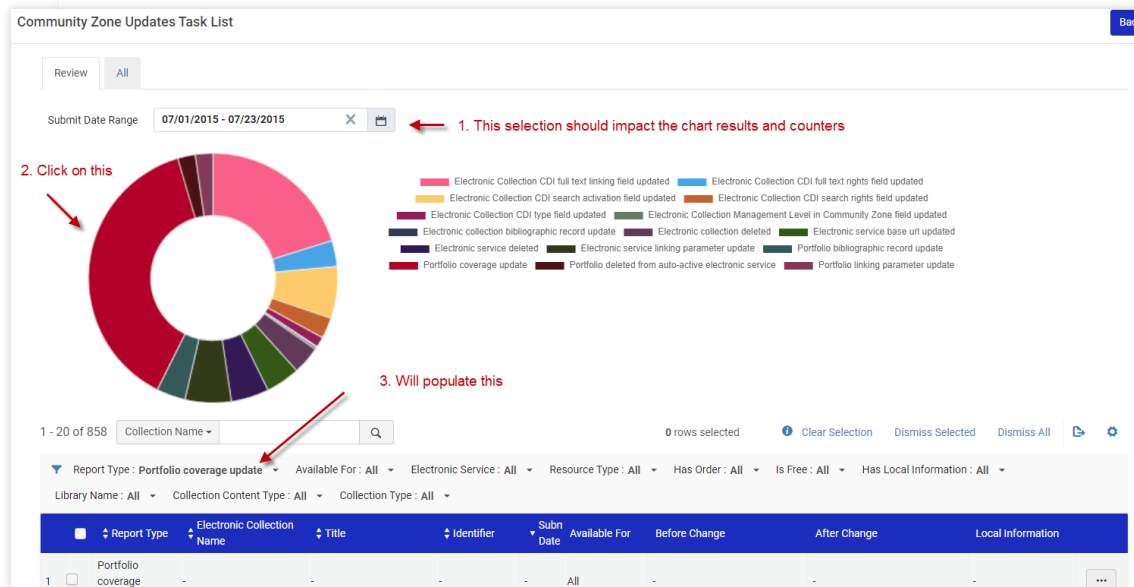 Community Zone Updates Task List
Review All
Submit Date Range 07/01/2015 - 07/23/2015
1. This selection should impact the chart results and counters
2. Click on this
Electronic Collection CDI full text linking field updated Electronic Collection CDI full text rights field updated
Electronic Collection CDI search activation field updated Electronic Collection CDI search rights field updated
Electronic Collection CDI type field updated Electronic Collection Management Level in Community Zone field updated
Electronic collection bibliographic record update Electronic collection deleted Electronic service base url updated
Electronic service deleted Electronic service linking parameter update Portfolio bibliographic record update
Portfolio coverage update Portfolio deleted from auto-active electronic service Portfolio linking parameter update
3. Will populate this
1 - 20 of 858 Collection Name 0 rows selected Clear Selection Dismiss Selected Dismiss All
Report Type : Portfolio coverage update Available For : All Electronic Service : All Resource Type : All Has Order : All Is Free : All Has Local Information : All
Library Name : All Collection Content Type : All Collection Type : All
Report Type Electronic Collection Name Title Identifier Subn Date Available For Before Change After Change Local Information
Portfolio
1 coverage - - - - All - - - ...